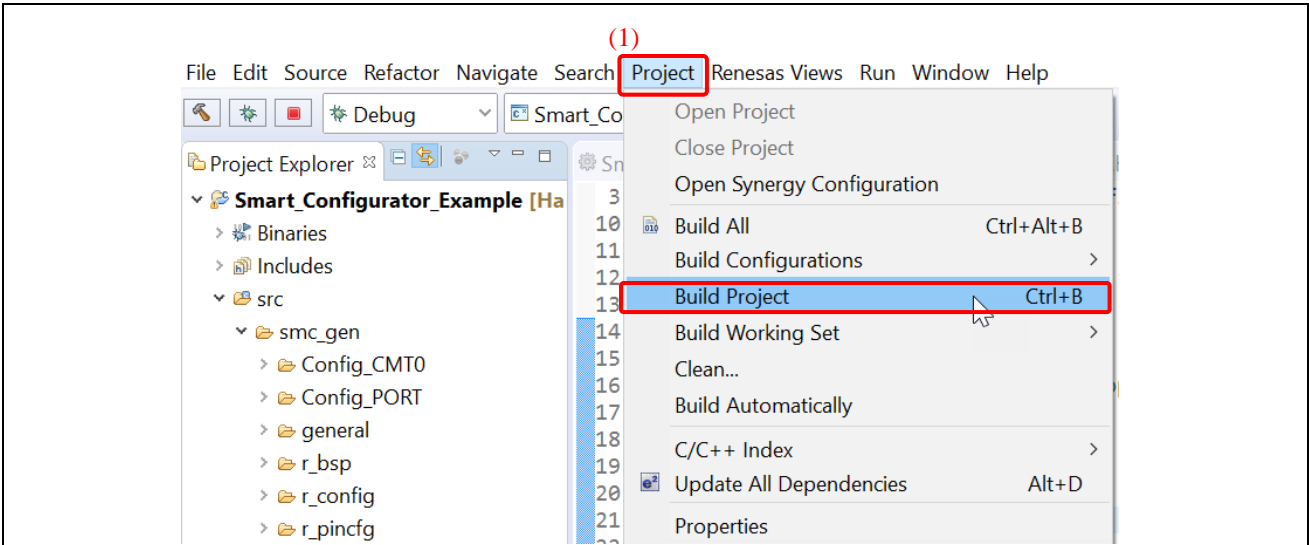 (1)
File Edit Source Refactor Navigate Search Project Renesas Views Run Window Help
Debug
Smart_Co
Project Explorer
Sm
Smart_Configurator_Example [Ha
Binaries
Includes
src
smc_gen
Config_CMT0
Config_PORT
general
r_bsp
r_config
r_pincfg
3
10
11
12
13
14
15
16
17
18
19
20
21
Open Project
Close Project
Open Synergy Configuration
Build All Ctrl+Alt+B
Build Configurations
Build Project Ctrl+B
Build Working Set
Clean...
Build Automatically
C/C++ Index
Update All Dependencies Alt+D
Properties